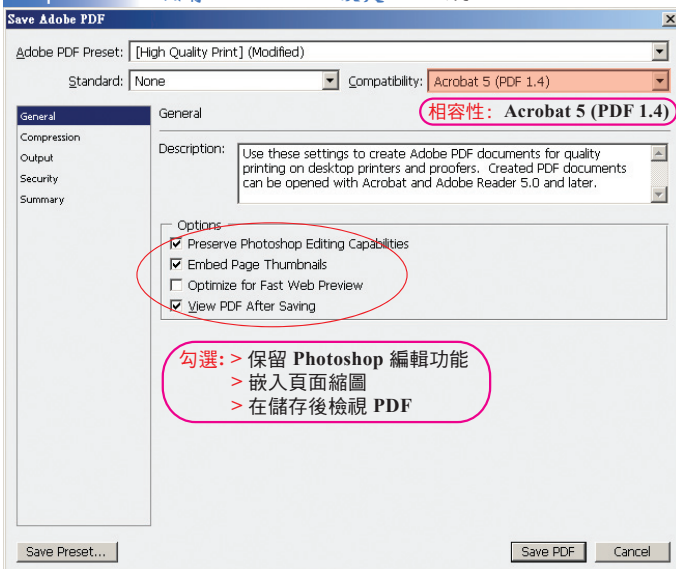 Save Adobe PDF
Adobe PDF Preset: [High Quality Print] (Modified)
Standard: None Compatibility: Acrobat 5 (PDF 1.4)
相容性: Acrobat 5 (PDF 1.4)
General
Compression
Output
Security
Summary
General
Description: Use these settings to create Adobe PDF documents for quality
printing on desktop printers and proofers. Created PDF documents
can be opened with Acrobat and Adobe Reader 5.0 and later.
Options
Preserve Photoshop Editing Capabilities
Embed Page Thumbnails
Optimize for Fast Web Preview
View PDF After Saving
勾選: > 保留 Photoshop 編輯功能
> 嵌入頁面縮圖
> 在儲存後檢視 PDF
Save Preset... Save PDF Cancel